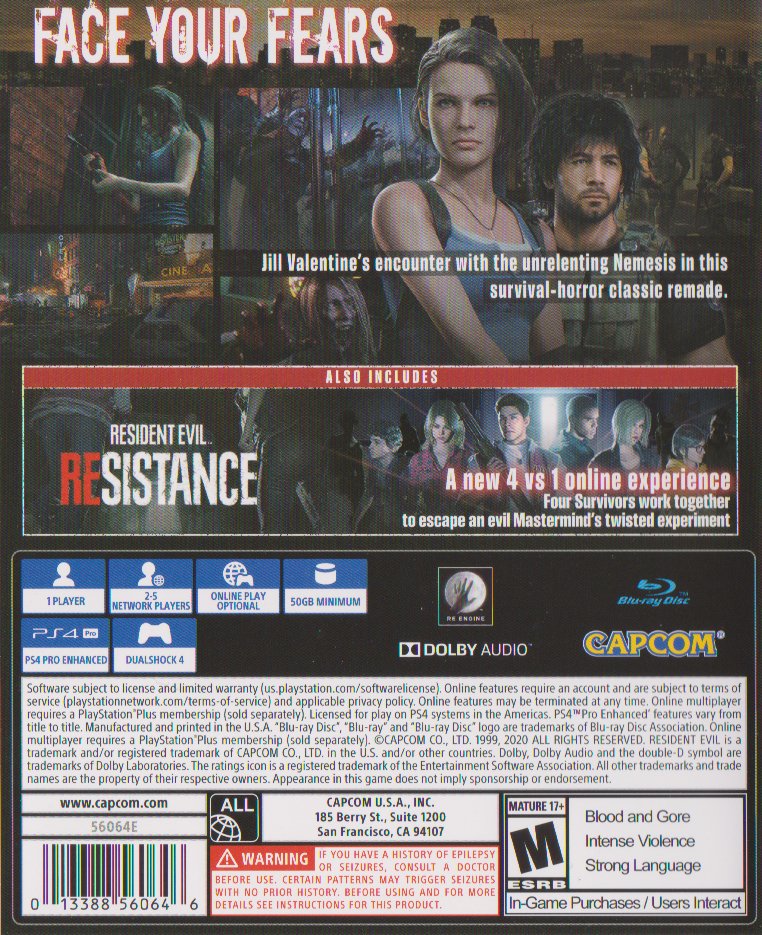 FACE YOUR FEARS
CINE A
Jill Valentine's encounter with the unrelenting Nemesis in this
survival-horror classic remade.
ALSO INCLUDES
RESIDENT EVIL™
RESISTANCE
A new 4 vs 1 online experience
Four Survivors work together
to escape an evil Mastermind's twisted experiment
1 PLAYER
2-5
NETWORK PLAYERS
ONLINE PLAY
OPTIONAL
50GB MINIMUM
PS4 Pro
PS4 PRO ENHANCED
DUALSHOCK 4
RE ENGINE
DOLBY AUDIO™
Blu-ray Disc™
CAPCOM®
Software subject to license and limited warranty (us.playstation.com/softwarelicense). Online features require an account and are subject to terms of
service (playstationnetwork.com/terms-of-service) and applicable privacy policy. Online features may be terminated at any time. Online multiplayer
requires a PlayStation®Plus membership (sold separately). Licensed for play on PS4 systems in the Americas. PS4™Pro Enhanced' features vary from
title to title. Manufactured and printed in the U.S.A. "Blu-ray Disc", "Blu-ray" and "Blu-ray Disc" logo are trademarks of Blu-ray Disc Association. Online
multiplayer requires a PlayStation®Plus membership (sold separately). ©CAPCOM CO., LTD. 1999, 2020 ALL RIGHTS RESERVED. RESIDENT EVIL is a
trademark and/or registered trademark of CAPCOM CO., LTD. in the U.S. and/or other countries. Dolby, Dolby Audio and the double-D symbol are
trademarks of Dolby Laboratories. The ratings icon is a registered trademark of the Entertainment Software Association. All other trademarks and trade
names are the property of their respective owners. Appearance in this game does not imply sponsorship or endorsement.
www.capcom.com
56064E
0 13388 56064 6
ALL
CAPCOM U.S.A., INC.
185 Berry St., Suite 1200
San Francisco, CA 94107
WARNING IF YOU HAVE A HISTORY OF EPILEPSY
OR SEIZURES, CONSULT A DOCTOR
BEFORE USE. CERTAIN PATTERNS MAY TRIGGER SEIZURES
WITH NO PRIOR HISTORY. BEFORE USING AND FOR MORE
DETAILS SEE INSTRUCTIONS FOR THIS PRODUCT.
MATURE 17+
M
ESRB
Blood and Gore
Intense Violence
Strong Language
In-Game Purchases / Users Interact